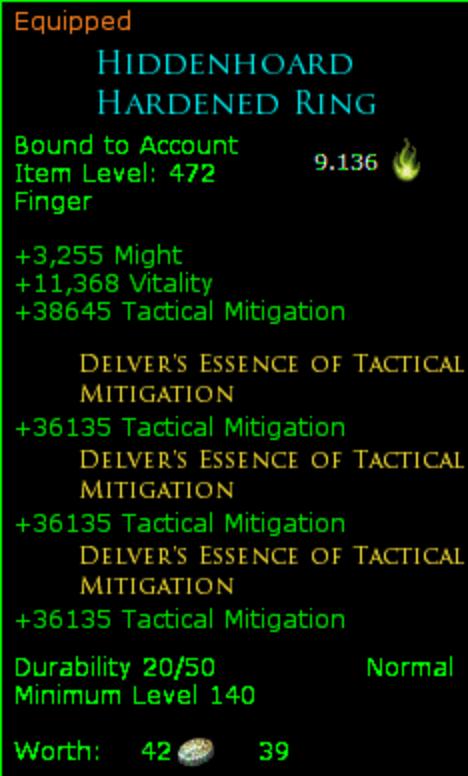 Equipped
HIDDENHOARD
HARDENED RING
Bound to Account
Item Level: 472
9.136
Finger
+3,255 Might
+11,368 Vitality
+38645 Tactical Mitigation
DELVER'S ESSENCE OF TACTICAL
MITIGATION
+36135 Tactical Mitigation
DELVER'S ESSENCE OF TACTICAL
MITIGATION
+36135 Tactical Mitigation
DELVER'S ESSENCE OF TACTICAL
MITIGATION
+36135 Tactical Mitigation
Durability 20/50 Normal
Minimum Level 140
Worth: 42 39